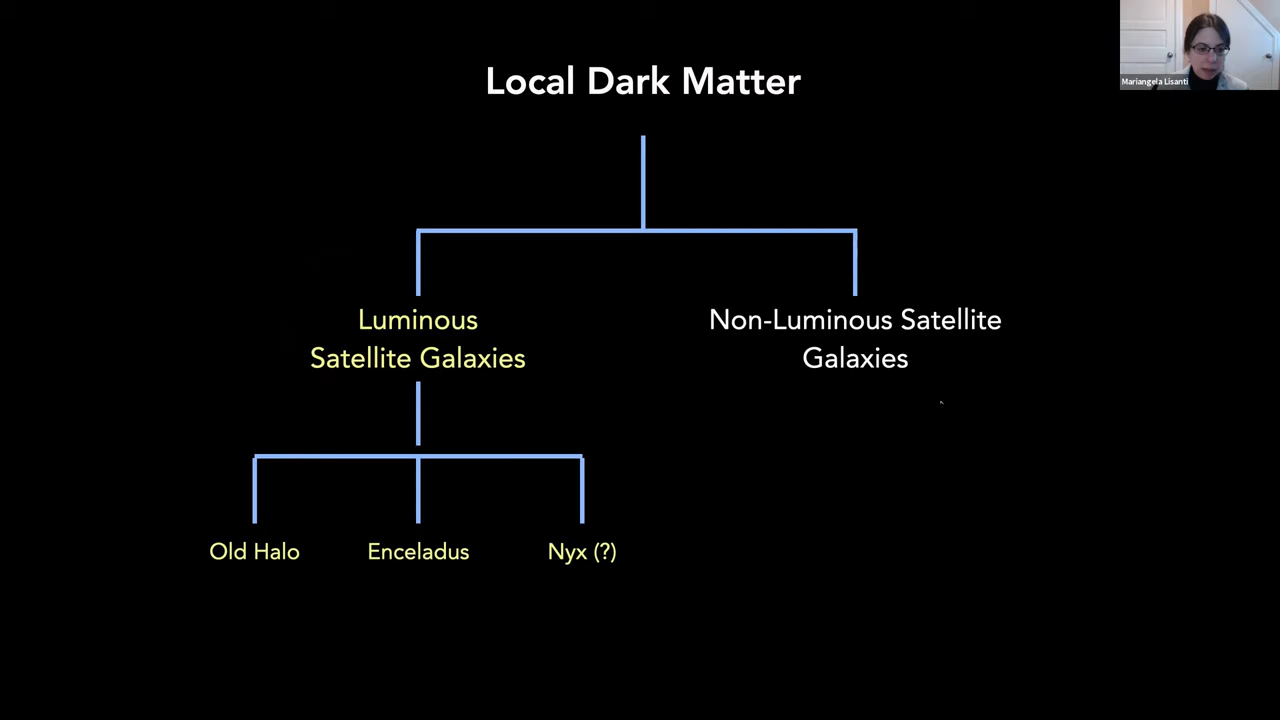 Local Dark Matter
Mariangela Lisanti
Luminous
Satellite Galaxies
Non-Luminous Satellite
Galaxies
Old Halo
Enceladus
Nyx (?)